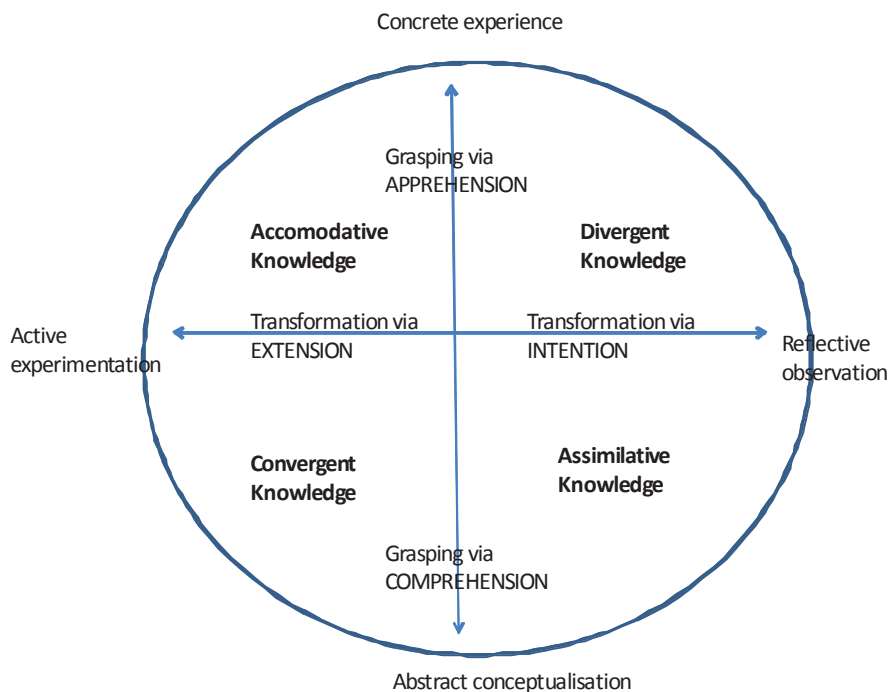 Concrete experience
Grasping via
APPREHENSION
Accomodative
Knowledge
Divergent
Knowledge
Active
experimentation
Transformation via
EXTENSION
Transformation via
INTENTION
Reflective
observation
Convergent
Knowledge
Assimilative
Knowledge
Grasping via
COMPREHENSION
Abstract conceptualisation